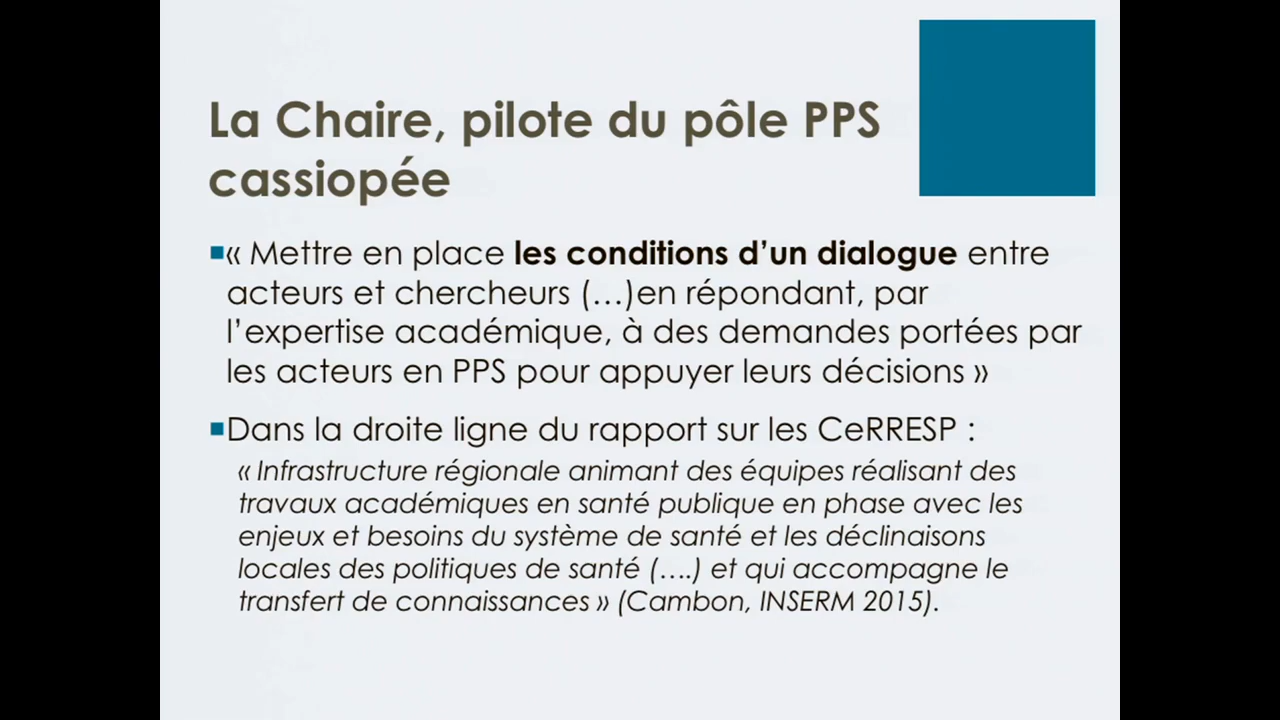 La Chaire, pilote du pôle PPS
cassiopée
« Mettre en place les conditions d’un dialogue entre
acteurs et chercheurs (…)en répondant, par
l’expertise académique, à des demandes portées par
les acteurs en PPS pour appuyer leurs décisions »
Dans la droite ligne du rapport sur les CeRRESP :
« Infrastructure régionale animant des équipes réalisant des
travaux académiques en santé publique en phase avec les
enjeux et besoins du système de santé et les déclinaisons
locales des politiques de santé (….) et qui accompagne le
transfert de connaissances » (Cambon, INSERM 2015).